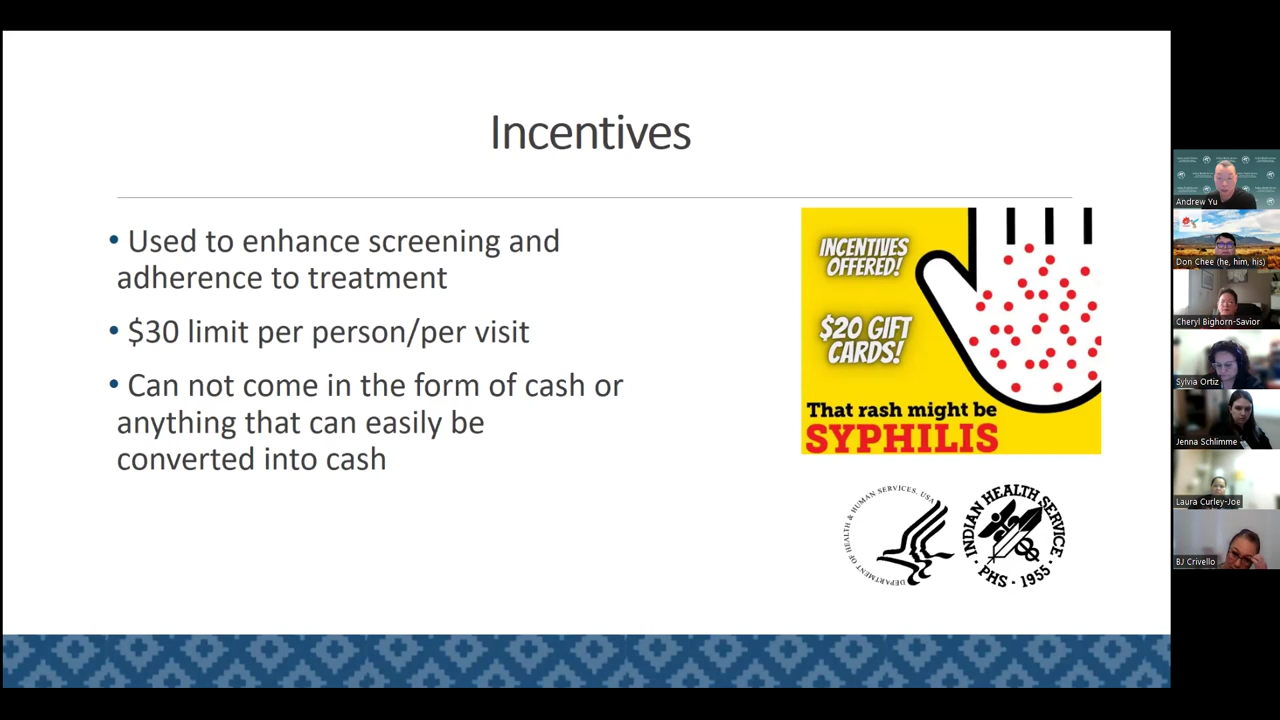 Incentives
• Used to enhance screening and
adherence to treatment
• $30 limit per person/per visit
• Can not come in the form of cash or
anything that can easily be
converted into cash
INCENTIVES
OFFERED!
$20 GIFT
CARDS!
That rash might be
SYPHILIS
DEPARTMENT OF HEALTH & HUMAN SERVICES. USA
INDIAN HEALTH SERVICE
PHS · 1955
Andrew Yu
Don Chee (he, him, his)
Cheryl Bighorn-Savior
Sylvia Ortiz
Jenna Schlimme
Laura Curley-Joe
BJ Crivello